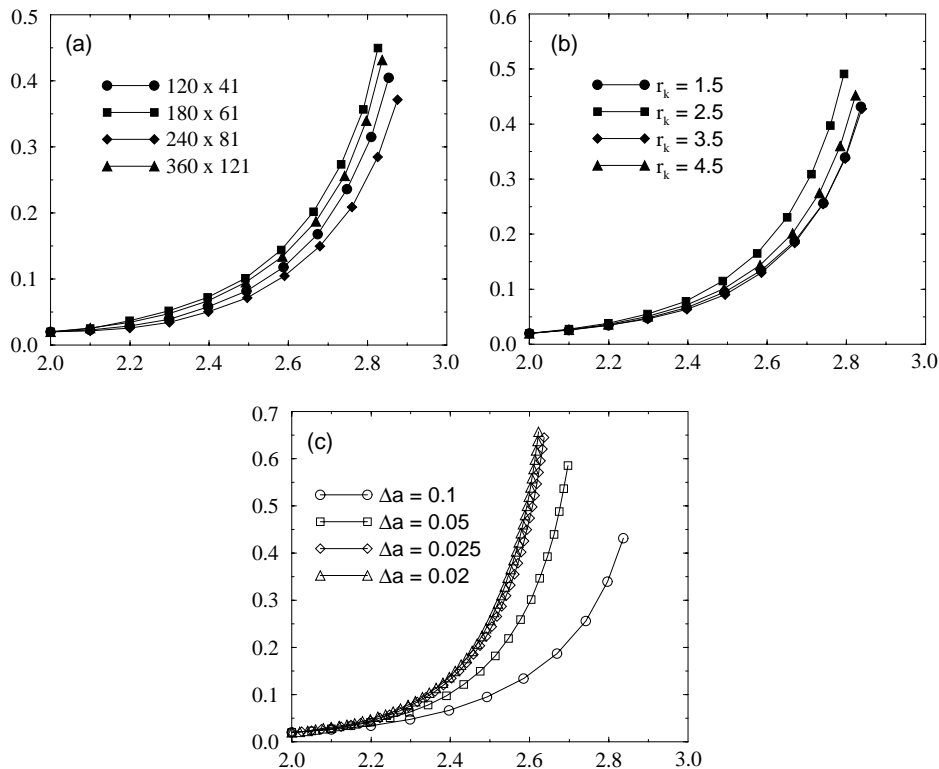 (a)
0.5
0.4
0.3
0.2
0.1
0.0
120 x 41
180 x 61
240 x 81
360 x 121
2.0 2.2 2.4 2.6 2.8 3.0
(b)
0.6
0.5
0.4
0.3
0.2
0.1
0.0
r_k = 1.5
r_k = 2.5
r_k = 3.5
r_k = 4.5
2.0 2.2 2.4 2.6 2.8 3.0
(c)
0.7
0.6
0.5
0.4
0.3
0.2
0.1
0.0
Δa = 0.1
Δa = 0.05
Δa = 0.025
Δa = 0.02
2.0 2.2 2.4 2.6 2.8 3.0